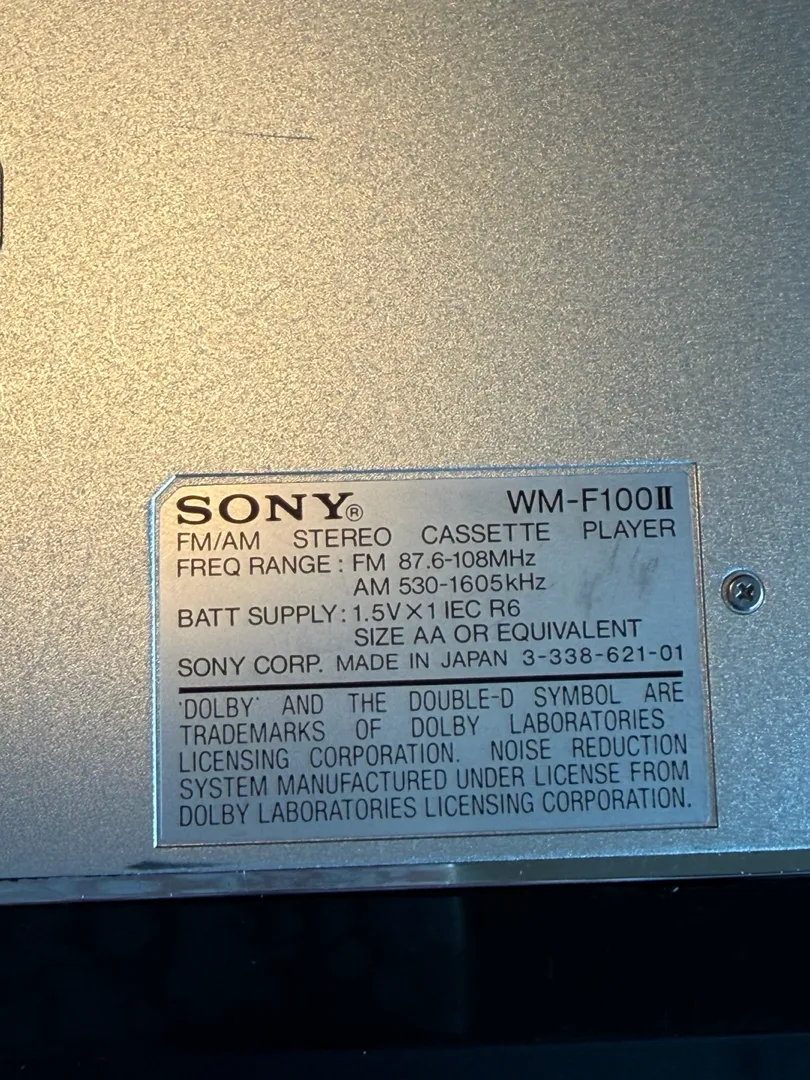 SONY® WM-F100II
FM/AM STEREO CASSETTE PLAYER
FREQ RANGE : FM 87.6-108MHz
AM 530-1605kHz
BATT SUPPLY : 1.5V×1 IEC R6
SIZE AA OR EQUIVALENT
SONY CORP. MADE IN JAPAN 3-338-621-01
'DOLBY' AND THE DOUBLE-D SYMBOL ARE
TRADEMARKS OF DOLBY LABORATORIES
LICENSING CORPORATION. NOISE REDUCTION
SYSTEM MANUFACTURED UNDER LICENSE FROM
DOLBY LABORATORIES LICENSING CORPORATION.